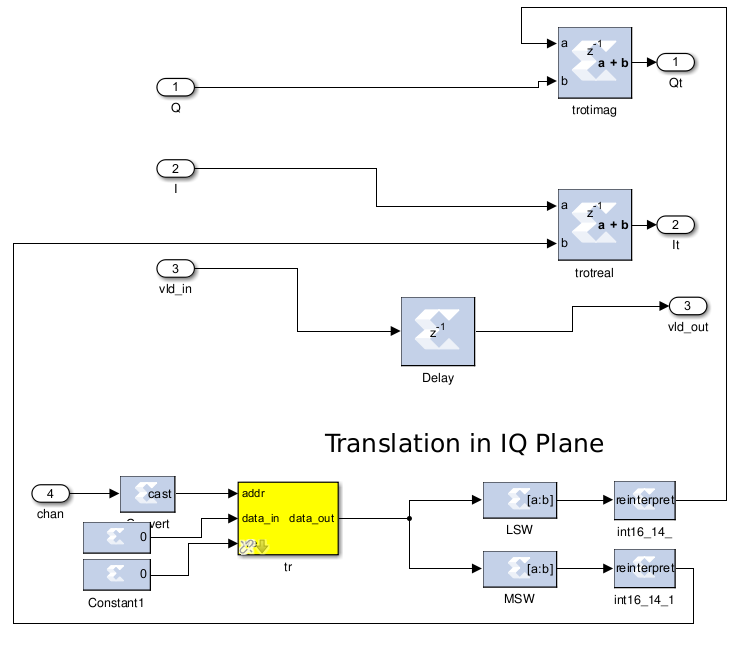 a
z-1
a + b
b
trotimag
1
Q
1
Qt
2
I
a
z-1
a + b
b
trotreal
2
It
3
vld_in
z-1
Delay
3
vld_out
Translation in IQ Plane
4
chan
cast
0
0
Constant1
addr
data_in
data_out
tr
[a:b]
LSW
reinterpret
int16_14_
[a:b]
MSW
reinterpret
int16_14_1